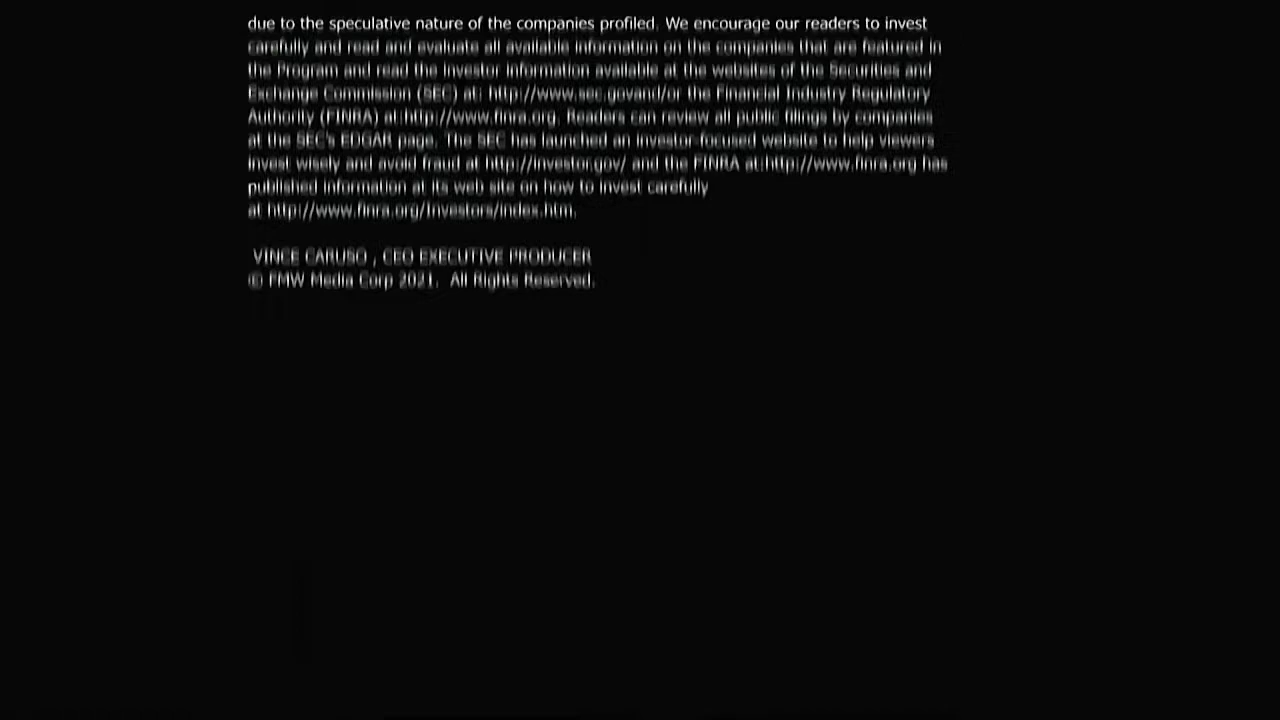 due to the speculative nature of the companies profiled. We encourage our readers to invest
carefully and read and evaluate all available information on the companies that are featured in
the Program and read the investor information available at the websites of the Securities and
Exchange Commission (SEC) at: http://www.sec.govand/or the Financial Industry Regulatory
Authority (FINRA) at:http://www.finra.org. Readers can review all public filings by companies
at the SEC's EDGAR page. The SEC has launched an investor-focused website to help viewers
invest wisely and avoid fraud at http://investor.gov/ and the FINRA at:http://www.finra.org has
published information at its web site on how to invest carefully
at http://www.finra.org/Investors/index.htm.
VINCE CARUSO , CEO EXECUTIVE PRODUCER
© FMW Media Corp 2021. All Rights Reserved.